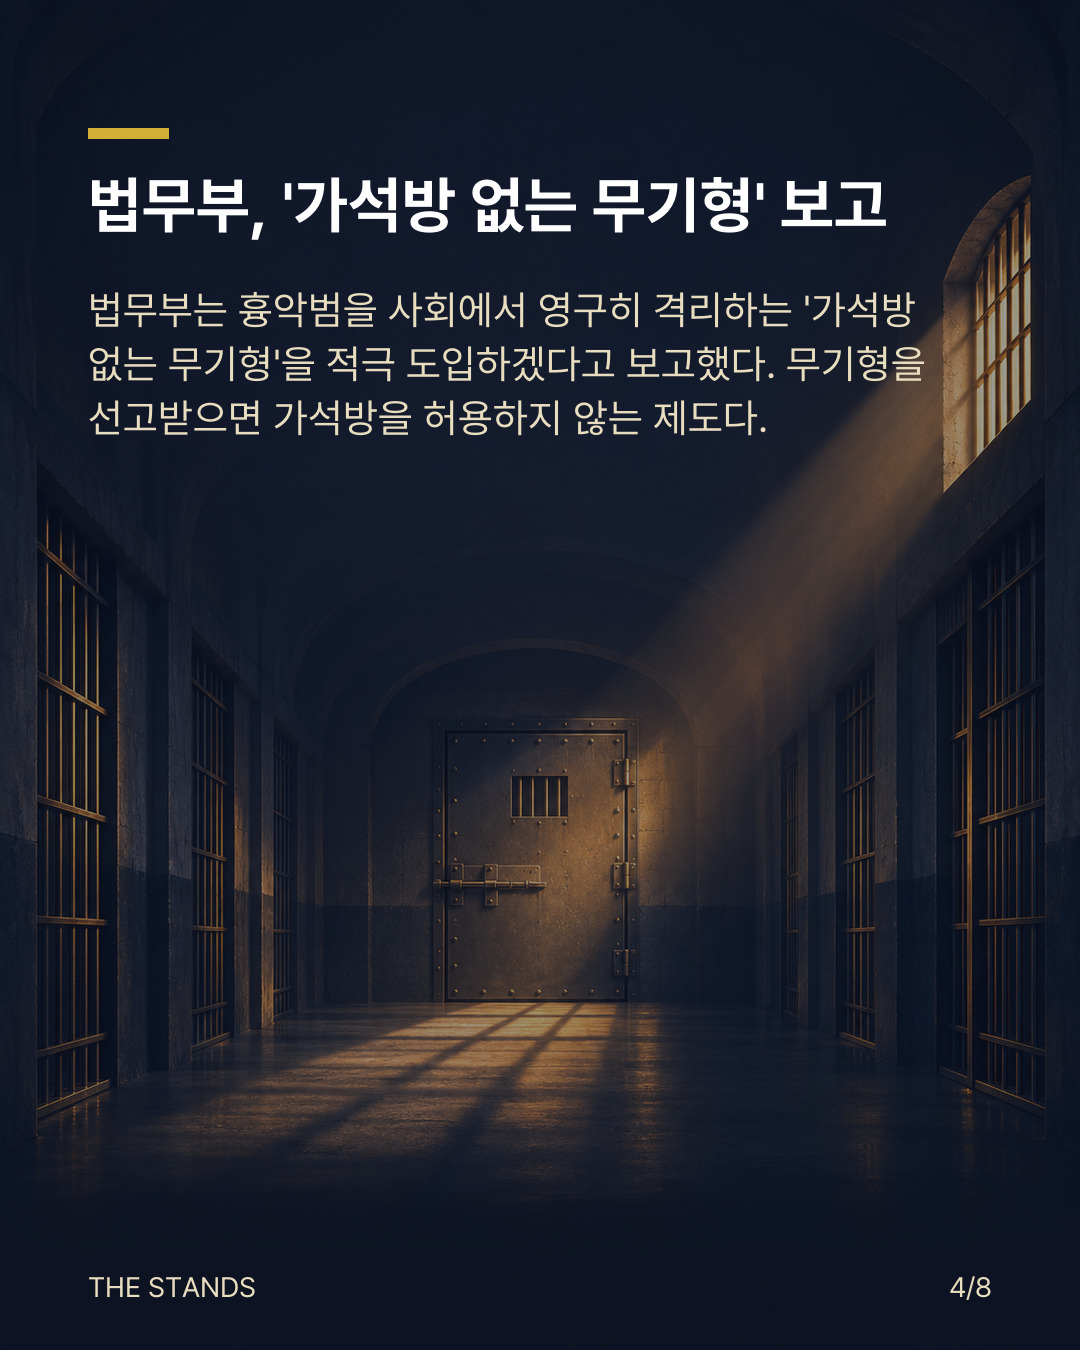 법무부, '가석방 없는 무기형' 보고
법무부는 흉악범을 사회에서 영구히 격리하는 '가석방
없는 무기형'을 적극 도입하겠다고 보고했다. 무기형을
선고받으면 가석방을 허용하지 않는 제도다.
THE STANDS
4/8